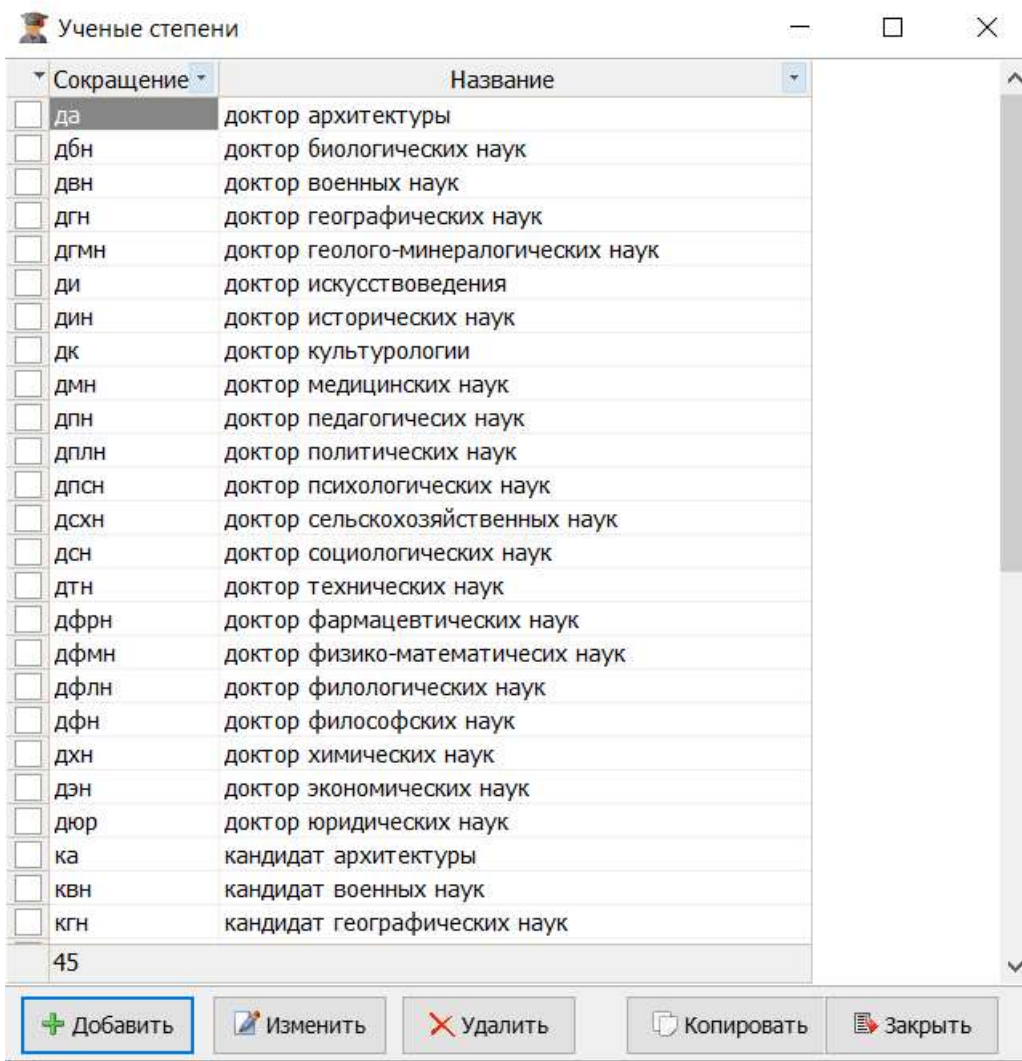 Ученые степени
Сокращение Название
да доктор архитектуры
дбн доктор биологических наук
двн доктор военных наук
дгн доктор географических наук
дгмн доктор геолого-минералогических наук
ди доктор искусствоведения
дин доктор исторических наук
дк доктор культурологии
дмн доктор медицинских наук
дпн доктор педагогичесих наук
дплн доктор политических наук
дпсн доктор психологических наук
дсхн доктор сельскохозяйственных наук
дсн доктор социологических наук
дтн доктор технических наук
дфрн доктор фармацевтических наук
дфмн доктор физико-математичесих наук
дфлн доктор филологических наук
дфн доктор философских наук
дхн доктор химических наук
дэн доктор экономических наук
дюр доктор юридических наук
ка кандидат архитектуры
квн кандидат военных наук
кгн кандидат географических наук
45
Добавить Изменить Удалить Копировать Закрыть